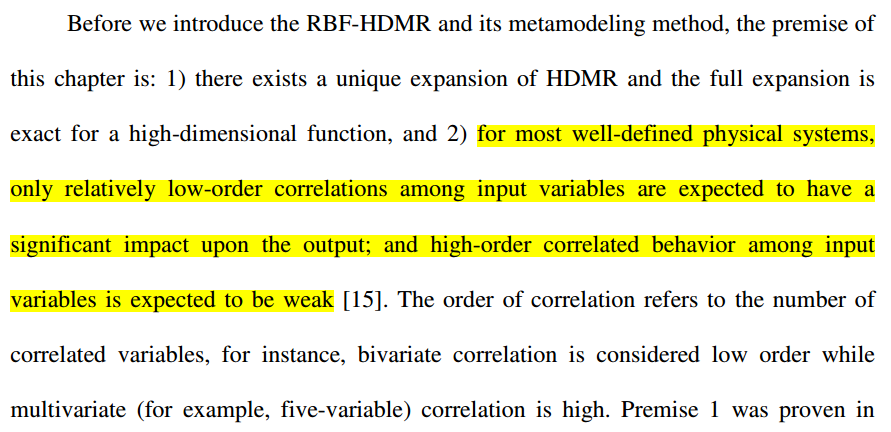 Before we introduce the RBF-HDMR and its metamodeling method, the premise of
this chapter is: 1) there exists a unique expansion of HDMR and the full expansion is
exact for a high-dimensional function, and 2) for most well-defined physical systems,
only relatively low-order correlations among input variables are expected to have a
significant impact upon the output; and high-order correlated behavior among input
variables is expected to be weak [15]. The order of correlation refers to the number of
correlated variables, for instance, bivariate correlation is considered low order while
multivariate (for example, five-variable) correlation is high. Premise 1 was proven in